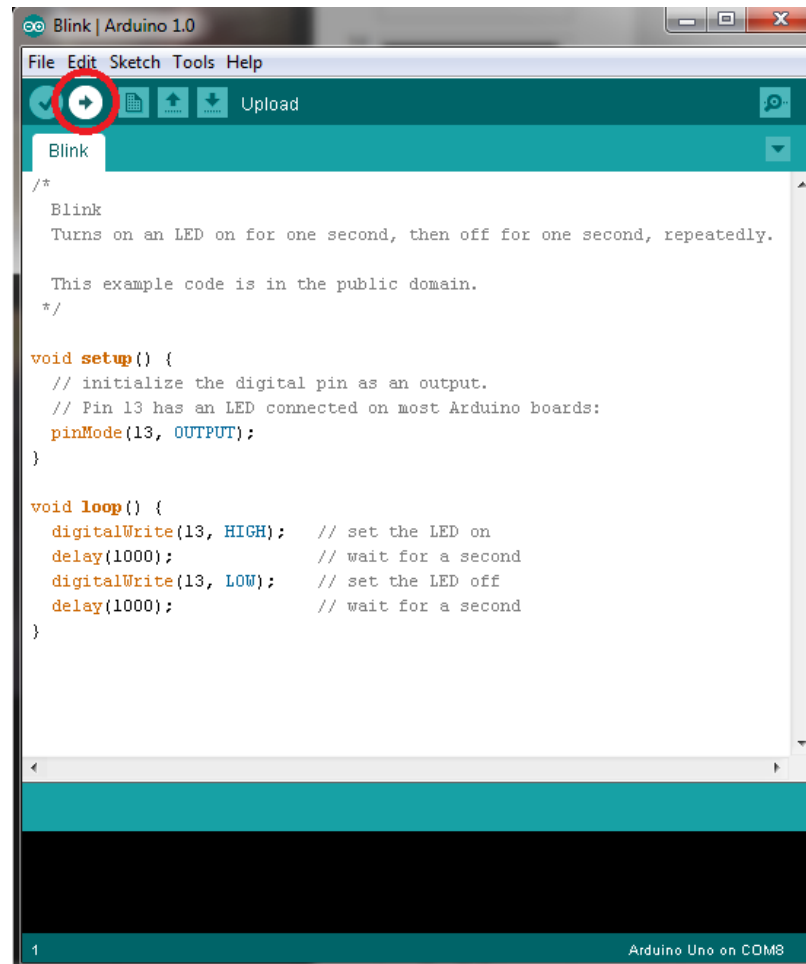 Blink | Arduino 1.0
File Edit Sketch Tools Help
Upload
Blink
/*
  Blink
  Turns on an LED on for one second, then off for one second, repeatedly.

  This example code is in the public domain.
 */

void setup() {
  // initialize the digital pin as an output.
  // Pin 13 has an LED connected on most Arduino boards:
  pinMode(13, OUTPUT);
}

void loop() {
  digitalWrite(13, HIGH);   // set the LED on
  delay(1000);              // wait for a second
  digitalWrite(13, LOW);    // set the LED off
  delay(1000);              // wait for a second
}
1
Arduino Uno on COM8